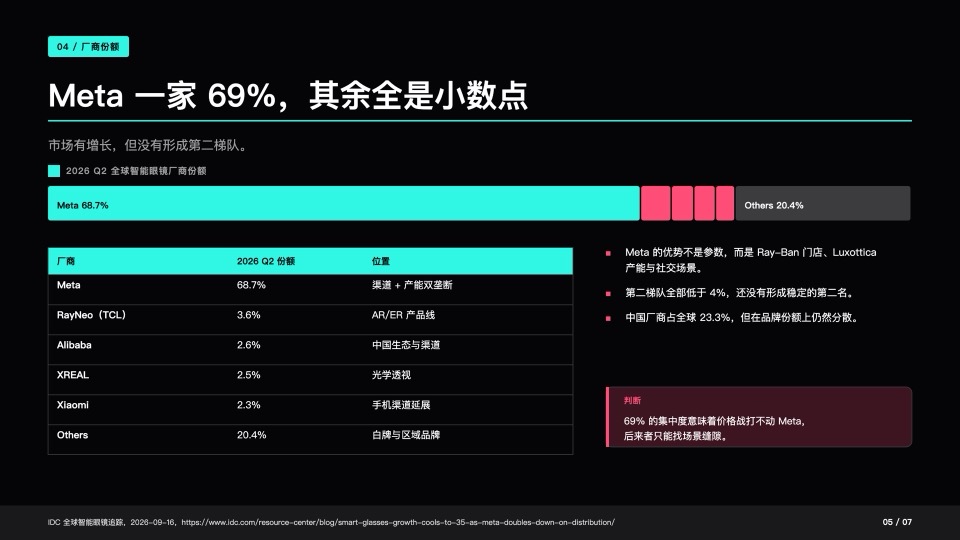 04 / 厂商份额
Meta 一家 69%，其余全是小数点
市场有增长，但没有形成第二梯队。
2026 Q2 全球智能眼镜厂商份额
Meta 68.7%
Others 20.4%
厂商 2026 Q2 份额 位置
Meta 68.7% 渠道 + 产能双垄断
RayNeo（TCL） 3.6% AR/ER 产品线
Alibaba 2.6% 中国生态与渠道
XREAL 2.5% 光学透视
Xiaomi 2.3% 手机渠道延展
Others 20.4% 白牌与区域品牌
Meta 的优势不是参数，而是 Ray-Ban 门店、Luxottica
产能与社交场景。
第二梯队全部低于 4%，还没有形成稳定的第二名。
中国厂商占全球 23.3%，但在品牌份额上仍然分散。
判断
69% 的集中度意味着价格战打不动 Meta，
后来者只能找场景缝隙。
IDC 全球智能眼镜追踪，2026-09-16，https://www.idc.com/resource-center/blog/smart-glasses-growth-cools-to-35-as-meta-doubles-down-on-distribution/
05 / 07